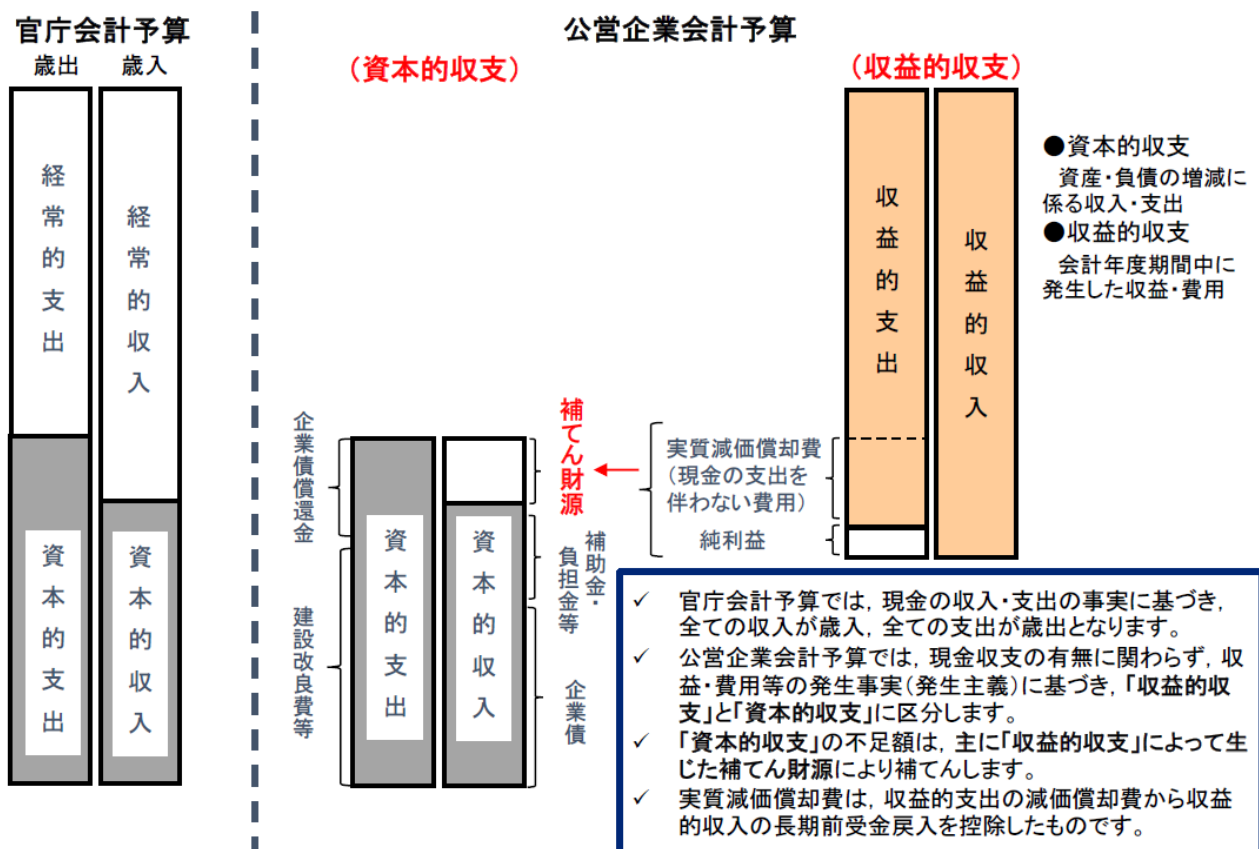 官庁会計予算
歳出
歳入
経常的支出
経常的収入
資本的支出
資本的収入
公営企業会計予算
(資本的収支)
企業債償還金
建設改良費等
資本的支出
資本的収入
補てん財源
補助金・
負担金等
企業債
(収益的収支)
収益的支出
収益的収入
実質減価償却費
(現金の支出を
伴わない費用)
純利益
●資本的収支
資産・負債の増減に
係る収入・支出
●収益的収支
会計年度期間中に
発生した収益・費用
✓ 官庁会計予算では,現金の収入・支出の事実に基づき,
全ての収入が歳入,全ての支出が歳出となります。
✓ 公営企業会計予算では,現金収支の有無に関わらず,収
益・費用等の発生事実(発生主義)に基づき,「収益的収
支」と「資本的収支」に区分します。
✓ 「資本的収支」の不足額は,主に「収益的収支」によって生
じた補てん財源により補てんします。
✓ 実質減価償却費は,収益的支出の減価償却費から収益
的収入の長期前受金戻入を控除したものです。